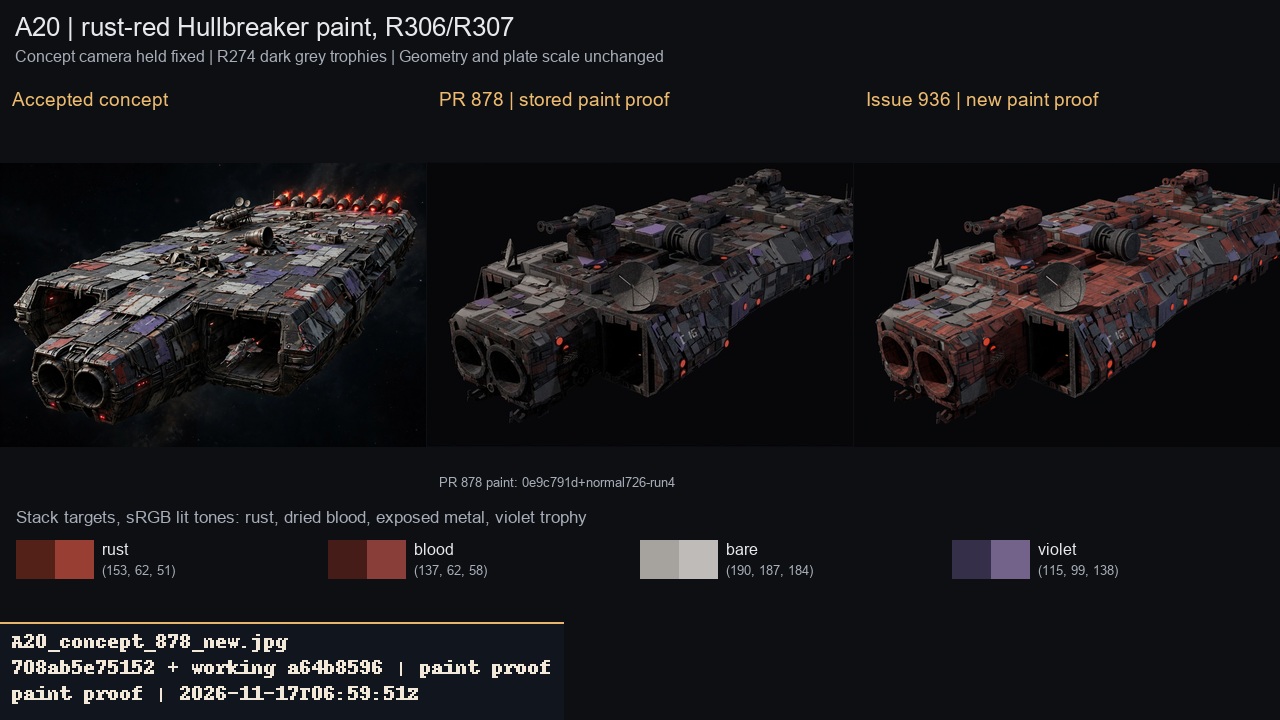 A20 | rust-red Hullbreaker paint, R306/R307
Concept camera held fixed | R274 dark grey trophies | Geometry and plate scale unchanged
Accepted concept
PR 878 | stored paint proof
Issue 936 | new paint proof
PR 878 paint: 0e9c791d+normal726-run4
Stack targets, sRGB lit tones: rust, dried blood, exposed metal, violet trophy
rust
(153, 62, 51)
blood
(137, 62, 58)
bare
(190, 187, 184)
violet
(115, 99, 138)
A20_concept_878_new.jpg
708ab5e75152 + working a64b8596 | paint proof
paint proof | 2026-11-17T06:59:51Z